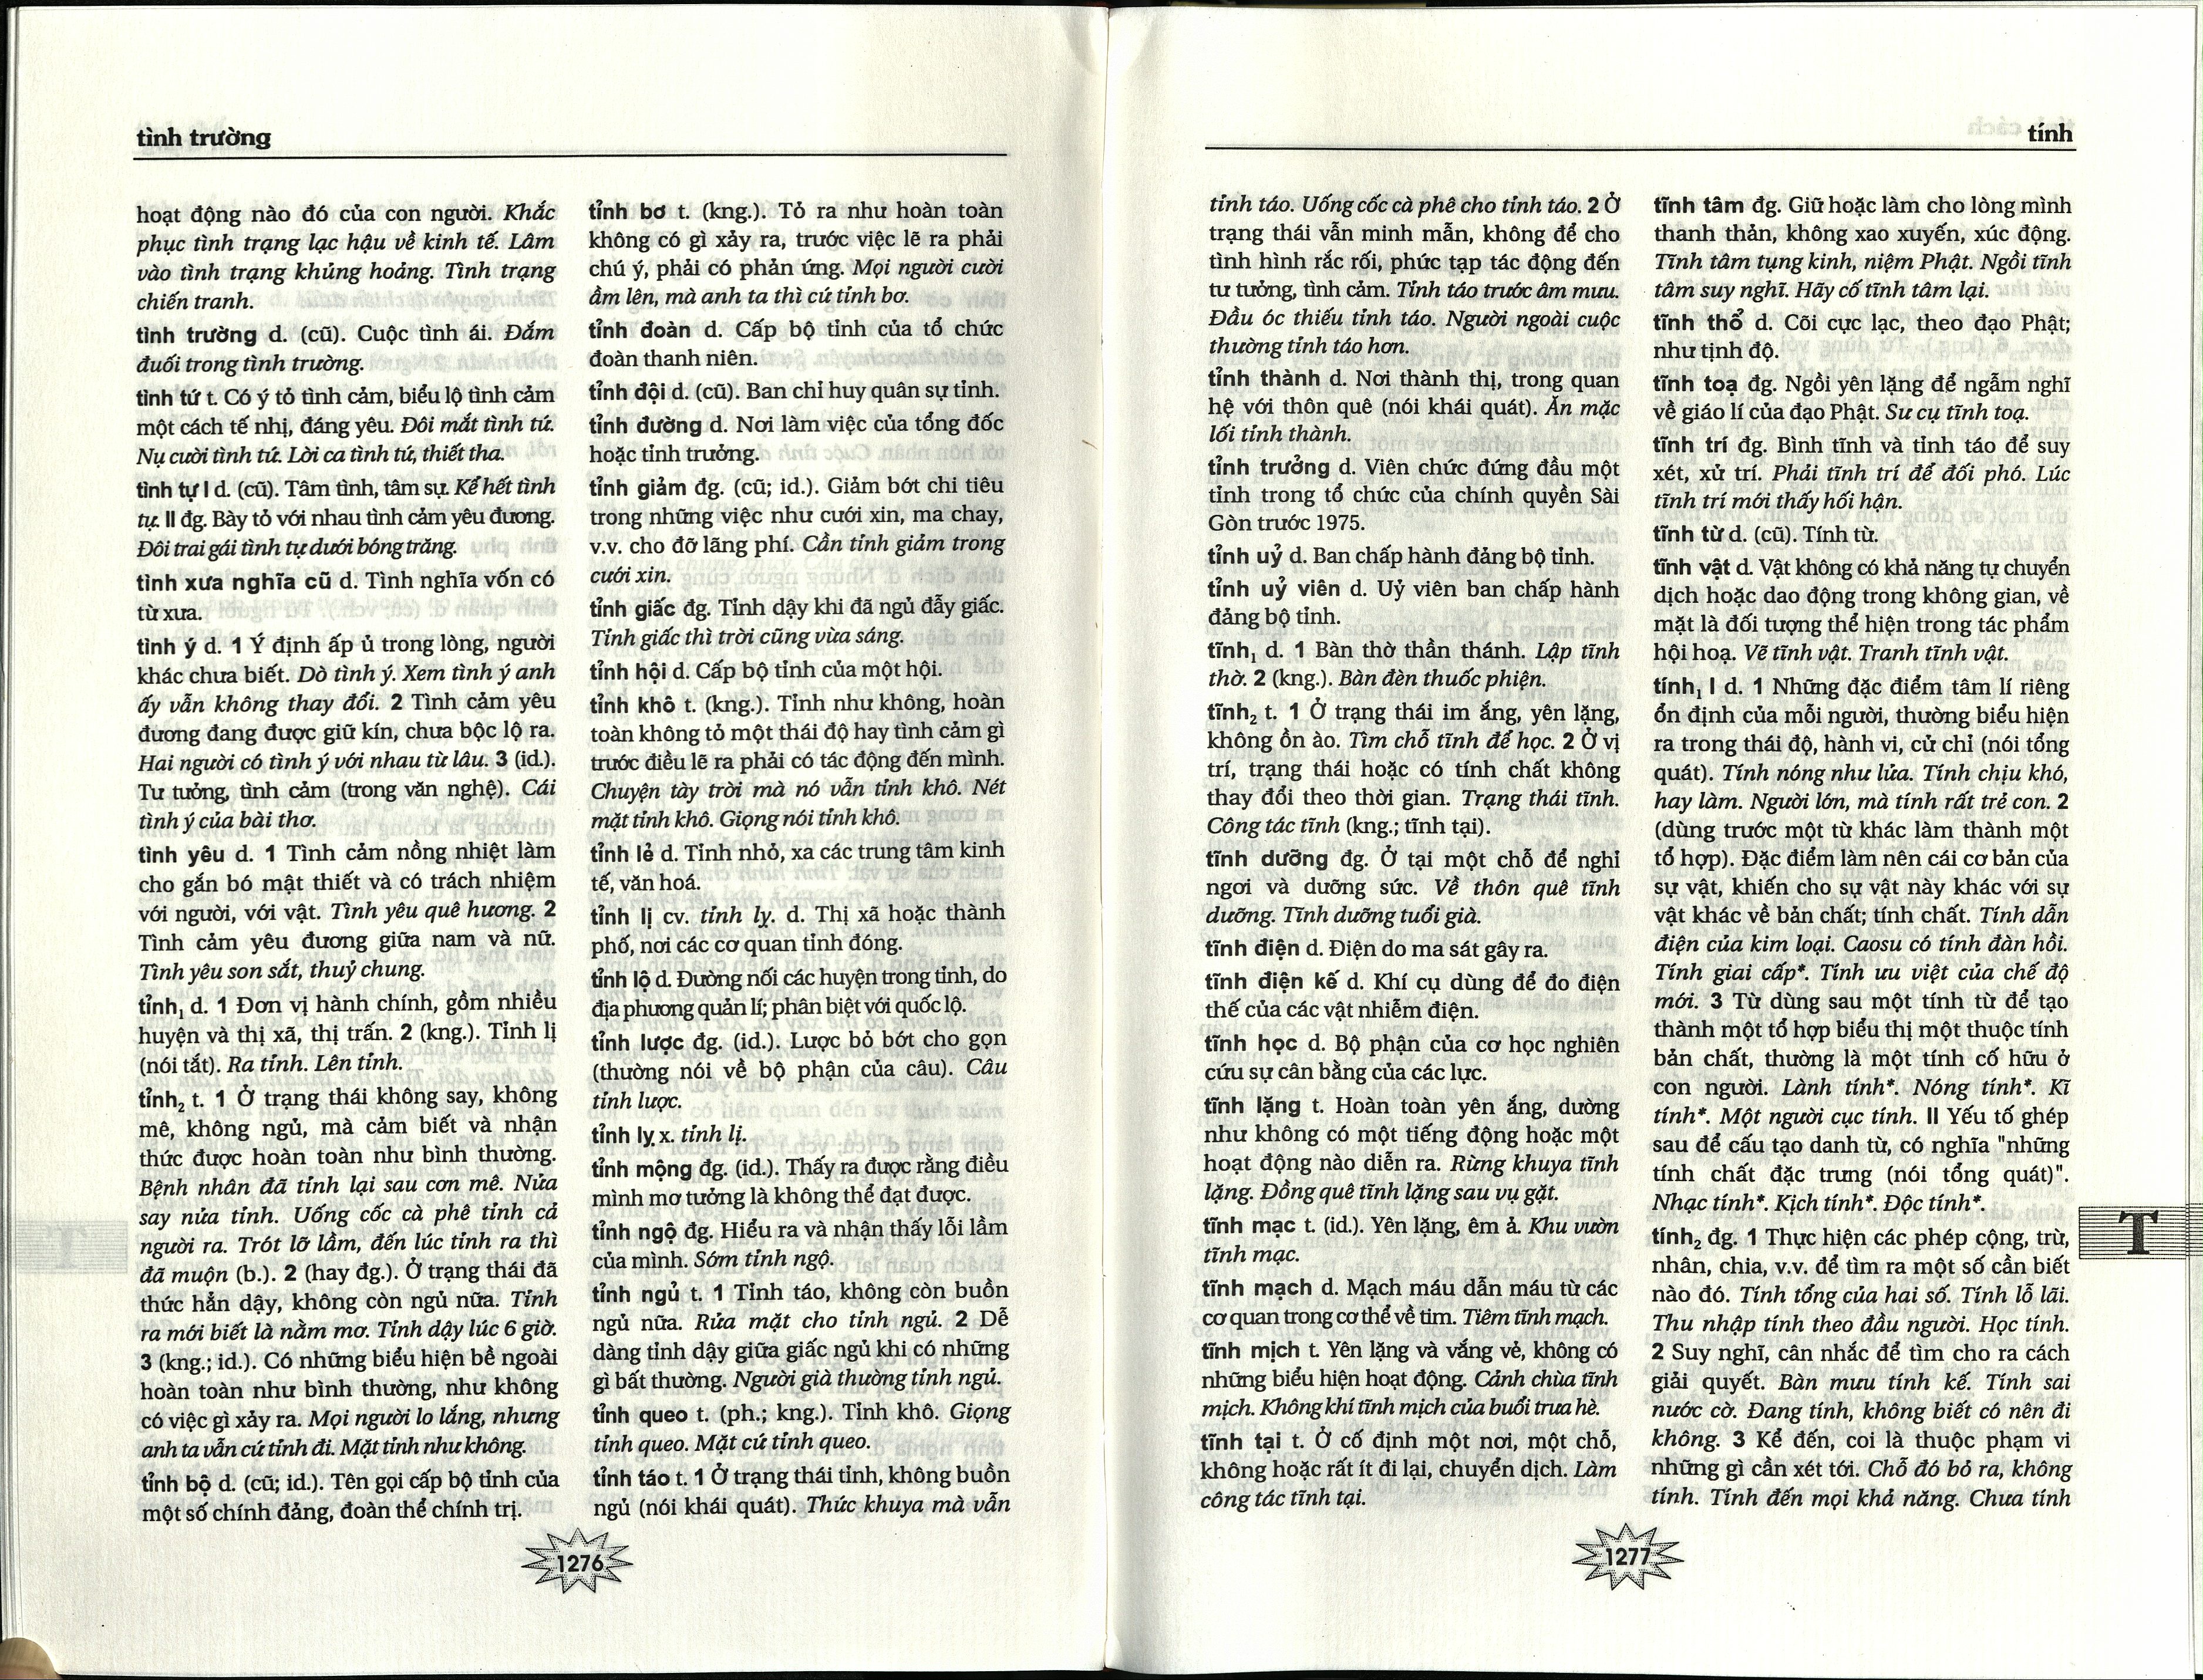 tình trường
hoạt động nào đó của con người. Khắc
phục tình trạng lạc hậu về kinh tế. Lâm
vào tình trạng khủng hoảng. Tình trạng
chiến tranh.
tình trường d. (cũ). Cuộc tình ái. Đắm
đuối trong tình trường.
tình tứ t. Có ý tỏ tình cảm, biểu lộ tình cảm
một cách tế nhị, đáng yêu. Đôi mắt tình tứ.
Nụ cười tình tứ. Lời ca tình tứ, thiết tha.
tình tự I d. (cũ). Tâm tình, tâm sự. Kể hết tình
tự. II đg. Bày tỏ với nhau tình cảm yêu đương.
Đôi trai gái tình tự dưới bóng trăng.
tình xưa nghĩa cũ d. Tình nghĩa vốn có
từ xưa.
tình ý d. 1 Ý định ấp ủ trong lòng, người
khác chưa biết. Dò tình ý. Xem tình ý anh
ấy vẫn không thay đổi. 2 Tình cảm yêu
đương đang được giữ kín, chưa bộc lộ ra.
Hai người có tình ý với nhau từ lâu. 3 (id.).
Tư tưởng, tình cảm (trong văn nghệ). Cái
tình ý của bài thơ.
tình yêu d. 1 Tình cảm nồng nhiệt làm
cho gắn bó mật thiết và có trách nhiệm
với người, với vật. Tình yêu quê hương. 2
Tình cảm yêu đương giữa nam và nữ.
Tình yêu son sắt, thuỷ chung.
tỉnh₁ d. 1 Đơn vị hành chính, gồm nhiều
huyện và thị xã, thị trấn. 2 (kng.). Tỉnh lị
(nói tắt). Ra tỉnh. Lên tỉnh.
tỉnh₂ t. 1 Ở trạng thái không say, không
mê, không ngủ, mà cảm biết và nhận
thức được hoàn toàn như bình thường.
Bệnh nhân đã tỉnh lại sau cơn mê. Nửa
say nửa tỉnh. Uống cốc cà phê tỉnh cả
người ra. Trót lỡ lầm, đến lúc tỉnh ra thì
đã muộn (b.). 2 (hay đg.). Ở trạng thái đã
thức hẳn dậy, không còn ngủ nữa. Tỉnh
ra mới biết là nằm mơ. Tỉnh dậy lúc 6 giờ.
3 (kng.; id.). Có những biểu hiện bề ngoài
hoàn toàn như bình thường, như không
có việc gì xảy ra. Mọi người lo lắng, nhưng
anh ta vẫn cứ tỉnh đi. Mặt tỉnh như không.
tỉnh bộ d. (cũ; id.). Tên gọi cấp bộ tỉnh của
một số chính đảng, đoàn thể chính trị.
tỉnh bơ t. (kng.). Tỏ ra như hoàn toàn
không có gì xảy ra, trước việc lẽ ra phải
chú ý, phải có phản ứng. Mọi người cười
ầm lên, mà anh ta thì cứ tỉnh bơ.
tỉnh đoàn d. Cấp bộ tỉnh của tổ chức
đoàn thanh niên.
tỉnh đội d. (cũ). Ban chỉ huy quân sự tỉnh.
tỉnh đường d. Nơi làm việc của tổng đốc
hoặc tỉnh trưởng.
tỉnh giảm đg. (cũ; id.). Giảm bớt chi tiêu
trong những việc như cưới xin, ma chay,
v.v. cho đỡ lãng phí. Cần tỉnh giảm trong
cưới xin.
tỉnh giấc đg. Tỉnh dậy khi đã ngủ đẫy giấc.
Tỉnh giấc thì trời cũng vừa sáng.
tỉnh hội d. Cấp bộ tỉnh của một hội.
tỉnh khô t. (kng.). Tỉnh như không, hoàn
toàn không tỏ một thái độ hay tình cảm gì
trước điều lẽ ra phải có tác động đến mình.
Chuyện tày trời mà nó vẫn tỉnh khô. Nét
mặt tỉnh khô. Giọng nói tỉnh khô.
tỉnh lẻ d. Tỉnh nhỏ, xa các trung tâm kinh
tế, văn hoá.
tỉnh lị cv. tỉnh lỵ. d. Thị xã hoặc thành
phố, nơi các cơ quan tỉnh đóng.
tỉnh lộ d. Đường nối các huyện trong tỉnh, do
địa phương quản lí; phân biệt với quốc lộ.
tỉnh lược đg. (id.). Lược bỏ bớt cho gọn
(thường nói về bộ phận của câu). Câu
tỉnh lược.
tỉnh lỵ x. tỉnh lị.
tỉnh mộng đg. (id.). Thấy ra được rằng điều
mình mơ tưởng là không thể đạt được.
tỉnh ngộ đg. Hiểu ra và nhận thấy lỗi lầm
của mình. Sớm tỉnh ngộ.
tỉnh ngủ t. 1 Tỉnh táo, không còn buồn
ngủ nữa. Rửa mặt cho tỉnh ngủ. 2 Dễ
dàng tỉnh dậy giữa giấc ngủ khi có những
gì bất thường. Người già thường tỉnh ngủ.
tỉnh queo t. (ph.; kng.). Tỉnh khô. Giọng
tỉnh queo. Mặt cứ tỉnh queo.
tỉnh táo t. 1 Ở trạng thái tỉnh, không buồn
ngủ (nói khái quát). Thức khuya mà vẫn
1276
tính
tỉnh táo. Uống cốc cà phê cho tỉnh táo. 2 Ở
trạng thái vẫn minh mẫn, không để cho
tình hình rắc rối, phức tạp tác động đến
tư tưởng, tình cảm. Tỉnh táo trước âm mưu.
Đầu óc thiếu tỉnh táo. Người ngoài cuộc
thường tỉnh táo hơn.
tỉnh thành d. Nơi thành thị, trong quan
hệ với thôn quê (nói khái quát). Ăn mặc
lối tỉnh thành.
tỉnh trưởng d. Viên chức đứng đầu một
tỉnh trong tổ chức của chính quyền Sài
Gòn trước 1975.
tỉnh uỷ d. Ban chấp hành đảng bộ tỉnh.
tỉnh uỷ viên d. Uỷ viên ban chấp hành
đảng bộ tỉnh.
tĩnh₁ d. 1 Bàn thờ thần thánh. Lập tĩnh
thờ. 2 (kng.). Bàn đèn thuốc phiện.
tĩnh₂ t. 1 Ở trạng thái im ắng, yên lặng,
không ồn ào. Tìm chỗ tĩnh để học. 2 Ở vị
trí, trạng thái hoặc có tính chất không
thay đổi theo thời gian. Trạng thái tĩnh.
Công tác tĩnh (kng.; tĩnh tại).
tĩnh dưỡng đg. Ở tại một chỗ để nghỉ
ngơi và dưỡng sức. Về thôn quê tĩnh
dưỡng. Tĩnh dưỡng tuổi già.
tĩnh điện d. Điện do ma sát gây ra.
tĩnh điện kế d. Khí cụ dùng để đo điện
thế của các vật nhiễm điện.
tĩnh học d. Bộ phận của cơ học nghiên
cứu sự cân bằng của các lực.
tĩnh lặng t. Hoàn toàn yên ắng, dường
như không có một tiếng động hoặc một
hoạt động nào diễn ra. Rừng khuya tĩnh
lặng. Đồng quê tĩnh lặng sau vụ gặt.
tĩnh mạc t. (id.). Yên lặng, êm ả. Khu vườn
tĩnh mạc.
tĩnh mạch d. Mạch máu dẫn máu từ các
cơ quan trong cơ thể về tim. Tiêm tĩnh mạch.
tĩnh mịch t. Yên lặng và vắng vẻ, không có
những biểu hiện hoạt động. Cảnh chùa tĩnh
mịch. Không khí tĩnh mịch của buổi trưa hè.
tĩnh tại t. Ở cố định một nơi, một chỗ,
không hoặc rất ít đi lại, chuyển dịch. Làm
công tác tĩnh tại.
tĩnh tâm đg. Giữ hoặc làm cho lòng mình
thanh thản, không xao xuyến, xúc động.
Tĩnh tâm tụng kinh, niệm Phật. Ngồi tĩnh
tâm suy nghĩ. Hãy cố tĩnh tâm lại.
tĩnh thổ d. Cõi cực lạc, theo đạo Phật;
như tịnh độ.
tĩnh toạ đg. Ngồi yên lặng để ngẫm nghĩ
về giáo lí của đạo Phật. Sư cụ tĩnh toạ.
tĩnh trí đg. Bình tĩnh và tỉnh táo để suy
xét, xử trí. Phải tĩnh trí để đối phó. Lúc
tĩnh trí mới thấy hối hận.
tĩnh từ d. (cũ). Tính từ.
tĩnh vật d. Vật không có khả năng tự chuyển
dịch hoặc dao động trong không gian, về
mặt là đối tượng thể hiện trong tác phẩm
hội hoạ. Vẽ tĩnh vật. Tranh tĩnh vật.
tính₁ I d. 1 Những đặc điểm tâm lí riêng
ổn định của mỗi người, thường biểu hiện
ra trong thái độ, hành vi, cử chỉ (nói tổng
quát). Tính nóng như lửa. Tính chịu khó,
hay làm. Người lớn, mà tính rất trẻ con. 2
(dùng trước một từ khác làm thành một
tổ hợp). Đặc điểm làm nên cái cơ bản của
sự vật, khiến cho sự vật này khác với sự
vật khác về bản chất; tính chất. Tính dẫn
điện của kim loại. Caosu có tính đàn hồi.
Tính giai cấp*. Tính ưu việt của chế độ
mới. 3 Từ dùng sau một tính từ để tạo
thành một tổ hợp biểu thị một thuộc tính
bản chất, thường là một tính cố hữu ở
con người. Lành tính*. Nóng tính*. Kĩ
tính*. Một người cục tính. II Yếu tố ghép
sau để cấu tạo danh từ, có nghĩa "những
tính chất đặc trưng (nói tổng quát)".
Nhạc tính*. Kịch tính*. Độc tính*.
tính₂ đg. 1 Thực hiện các phép cộng, trừ,
nhân, chia, v.v. để tìm ra một số cần biết
nào đó. Tính tổng của hai số. Tính lỗ lãi.
Thu nhập tính theo đầu người. Học tính.
2 Suy nghĩ, cân nhắc để tìm cho ra cách
giải quyết. Bàn mưu tính kế. Tính sai
nước cờ. Đang tính, không biết có nên đi
không. 3 Kể đến, coi là thuộc phạm vi
những gì cần xét tới. Chỗ đó bỏ ra, không
tính. Tính đến mọi khả năng. Chưa tính
T
1277